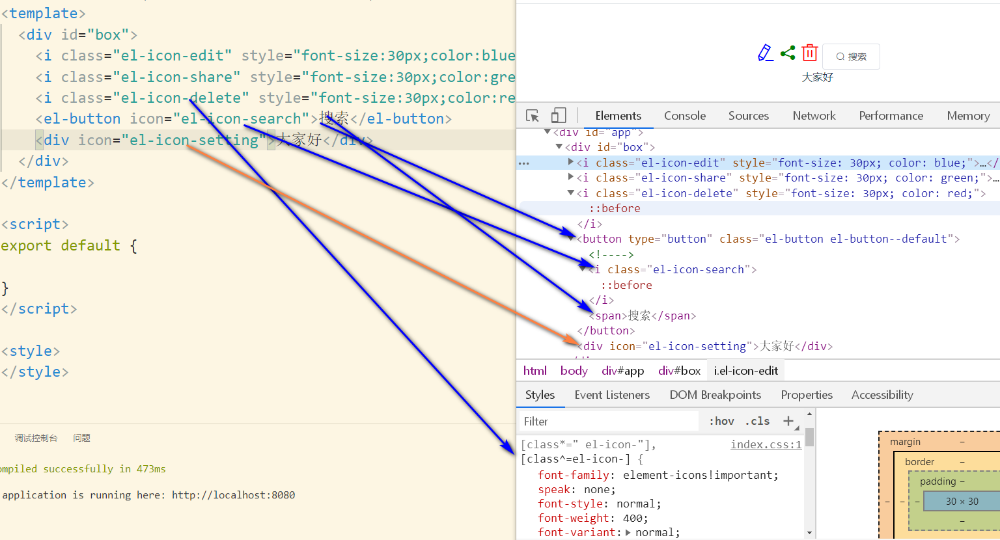 <template>
<div id="box">
<i class="el-icon-edit" style="font-size:30px;color:blue
<i class="el-icon-share" style="font-size:30px;color:gre
<i class="el-icon-delete" style="font-size:30px;color:re
<el-button icon="el-icon-search">搜索</el-button>
<div icon="el-icon-setting">大家好</div>
</div>
</template>
<script>
export default {
}
</script>
<style>
</style>
调试控制台 问题
ompiled successfully in 473ms
application is running here: http://localhost:8080
搜索
大家好
Elements Console Sources Network Performance Memory
<div id="app">
<div id="box">
<i class="el-icon-edit" style="font-size: 30px; color: blue;">…</
<i class="el-icon-share" style="font-size: 30px; color: green;">…
<i class="el-icon-delete" style="font-size: 30px; color: red;">
::before
</i>
<button type="button" class="el-button el-button--default">
<!---->
<i class="el-icon-search">
::before
</i>
<span>搜索</span>
</button>
<div icon="el-icon-setting">大家好</div>
html body div#app div#box i.el-icon-edit
Styles Event Listeners DOM Breakpoints Properties Accessibility
Filter :hov .cls +
[class*=" el-icon-"], index.css:1
[class^=el-icon-] {
font-family: element-icons!important;
speak: none;
font-style: normal;
font-weight: 400;
font-variant: normal;
margin –
border –
padding –
– – – 30 × 30
–